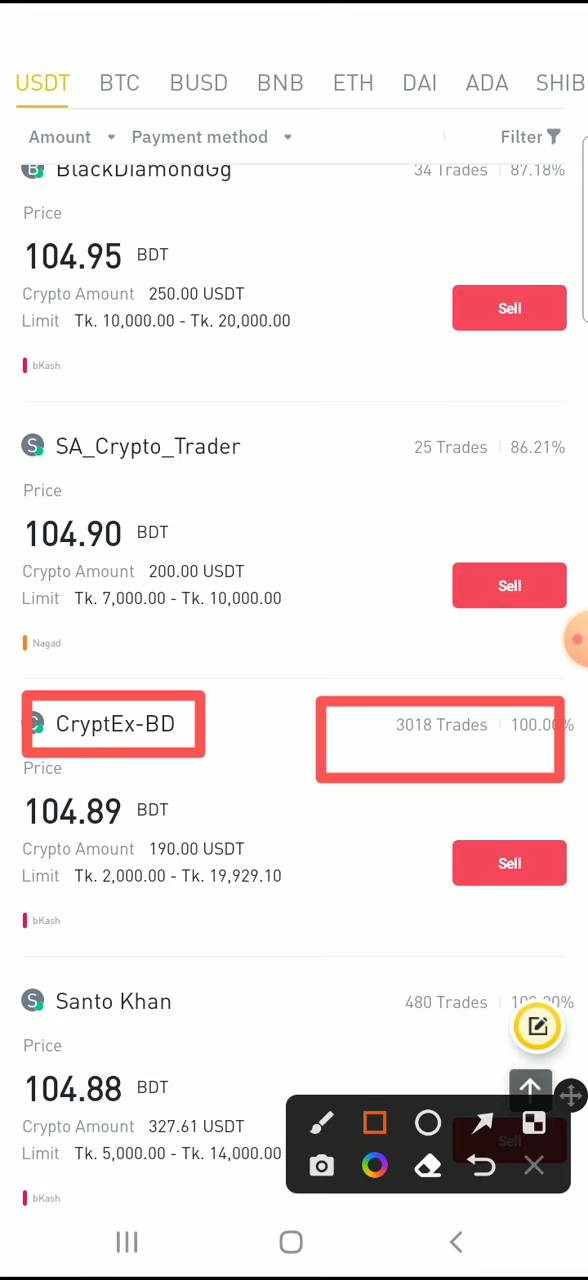 USDT BTC BUSD BNB ETH DAI ADA SHIB
Amount Payment method Filter
BlackDiamondGg 34 Trades 87.18%
Price
104.95 BDT
Crypto Amount 250.00 USDT
Sell
Limit Tk. 10,000.00 - Tk. 20,000.00
bKash
S SA_Crypto_Trader 25 Trades 86.21%
Price
104.90 BDT
Crypto Amount 200.00 USDT
Sell
Limit Tk. 7,000.00 - Tk. 10,000.00
Nagad
CryptEx-BD 3018 Trades 100.00%
Price
104.89 BDT
Crypto Amount 190.00 USDT
Sell
Limit Tk. 2,000.00 - Tk. 19,929.10
bKash
S Santo Khan 480 Trades 100.00%
Price
104.88 BDT
Crypto Amount 327.61 USDT
Sell
Limit Tk. 5,000.00 - Tk. 14,000.00
bKash